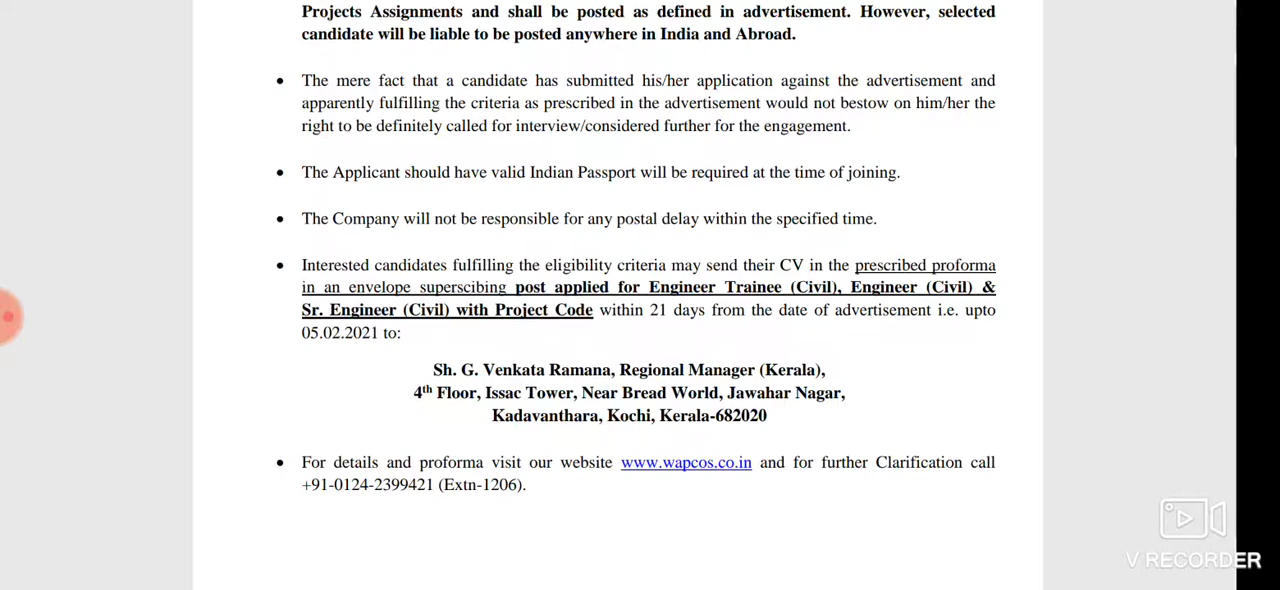 Projects Assignments and shall be posted as defined in advertisement. However, selected
candidate will be liable to be posted anywhere in India and Abroad.
• The mere fact that a candidate has submitted his/her application against the advertisement and
apparently fulfilling the criteria as prescribed in the advertisement would not bestow on him/her the
right to be definitely called for interview/considered further for the engagement.
• The Applicant should have valid Indian Passport will be required at the time of joining.
• The Company will not be responsible for any postal delay within the specified time.
• Interested candidates fulfilling the eligibility criteria may send their CV in the prescribed proforma
in an envelope superscibing post applied for Engineer Trainee (Civil), Engineer (Civil) &
Sr. Engineer (Civil) with Project Code within 21 days from the date of advertisement i.e. upto
05.02.2021 to:
Sh. G. Venkata Ramana, Regional Manager (Kerala),
4th Floor, Issac Tower, Near Bread World, Jawahar Nagar,
Kadavanthara, Kochi, Kerala-682020
• For details and proforma visit our website www.wapcos.co.in and for further Clarification call
+91-0124-2399421 (Extn-1206).
V RECORDER